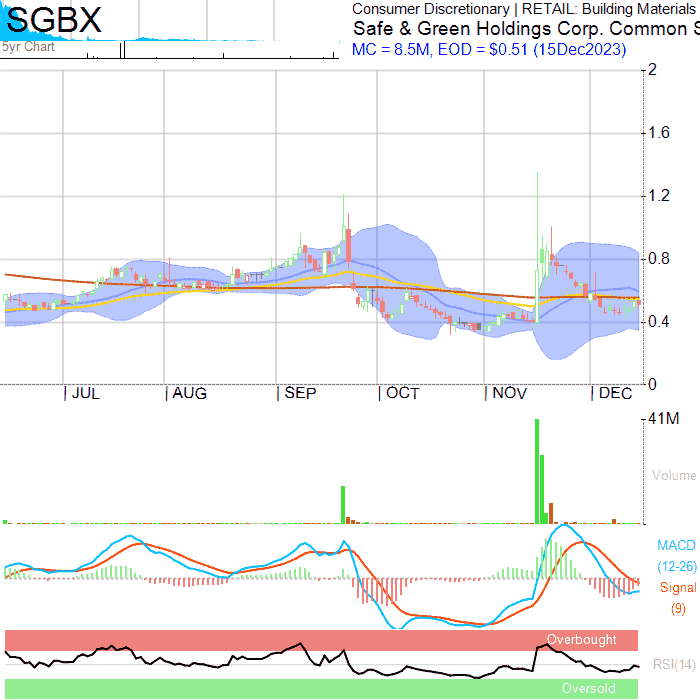 SGBX
5yr Chart
Consumer Discretionary | RETAIL: Building Materials
Safe & Green Holdings Corp. Common S
MC = 8.5M, EOD = $0.51 (15Dec2023)
2
1.6
1.2
0.8
0.4
0
JUL AUG SEP OCT NOV DEC
41M
Volume
MACD
(12-26)
Signal
(9)
Overbought
RSI(14)
Oversold